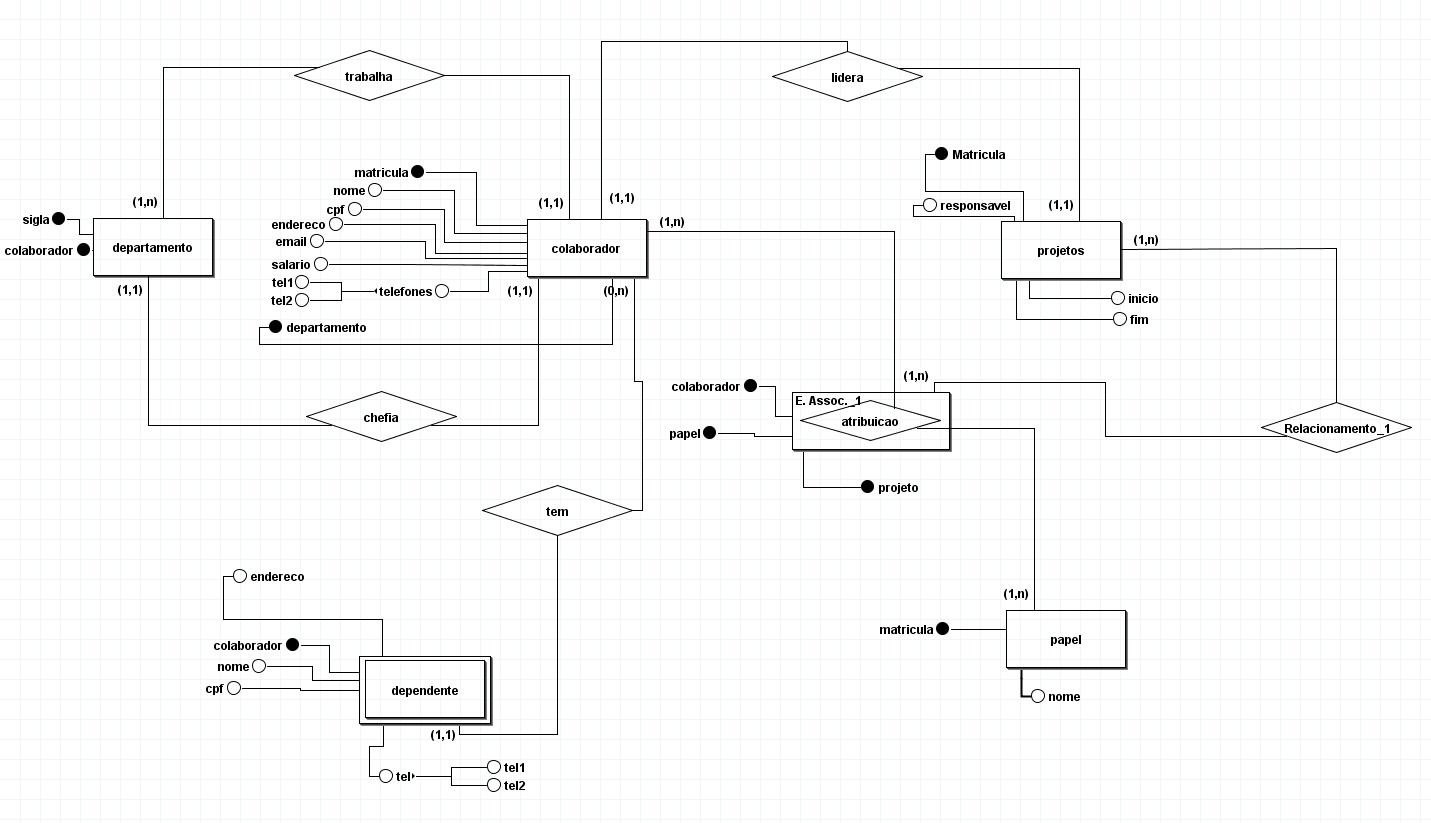 trabalha
lidera
Matricula
matricula
nome
(1,n)
(1,1)
(1,1)
responsavel
(1,1)
cpf
sigla
endereco
(1,n)
email
(1,n)
colaborador
departamento
colaborador
projetos
salario
tel1
telefones
tel2
(1,1)
(1,1)
(0,n)
inicio
fim
departamento
(1,n)
colaborador
E. Assoc._1
chefia
atribuicao
Relacionamento_1
papel
projeto
tem
endereco
(1,n)
matricula
papel
colaborador
nome
cpf
dependente
nome
(1,1)
tel
tel1
tel2